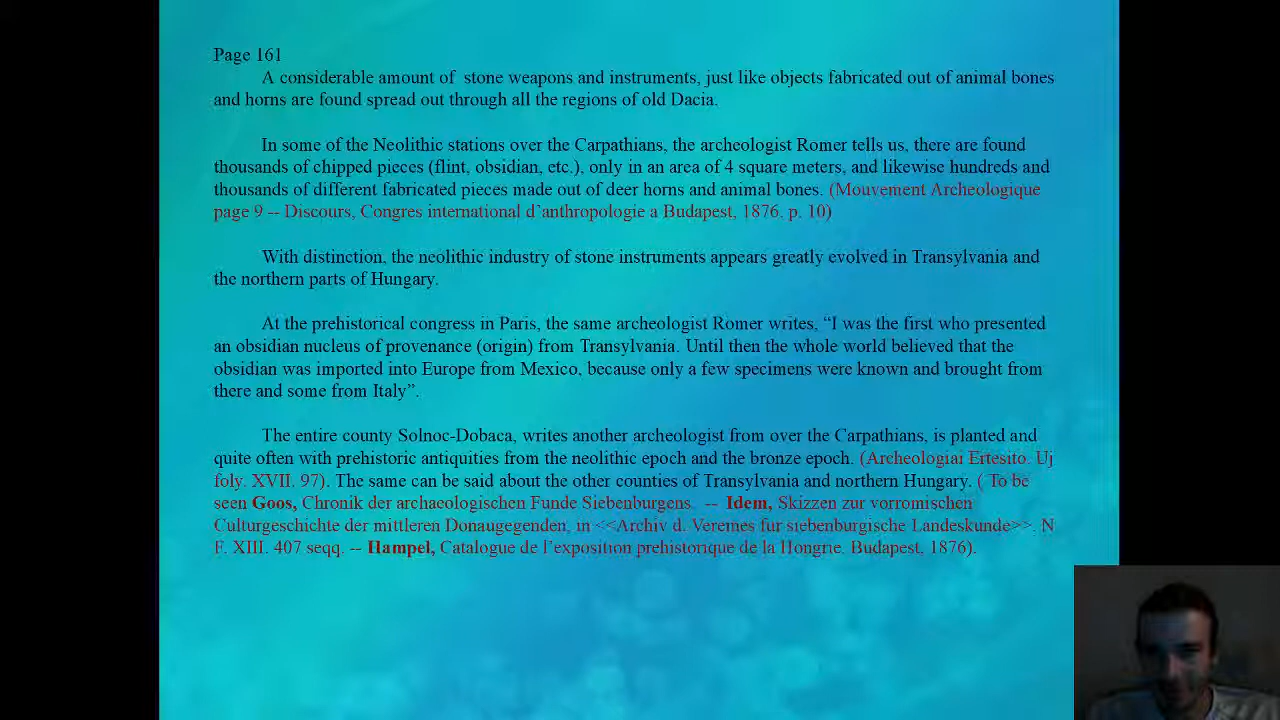 Page 161
A considerable amount of stone weapons and instruments, just like objects fabricated out of animal bones
and horns are found spread out through all the regions of old Dacia.
In some of the Neolithic stations over the Carpathians, the archeologist Romer tells us, there are found
thousands of chipped pieces (flint, obsidian, etc.), only in an area of 4 square meters, and likewise hundreds and
thousands of different fabricated pieces made out of deer horns and animal bones. (Mouvement Archeologique
page 9 -- Discours, Congres international d'anthropologie a Budapest, 1876. p. 10)
With distinction, the neolithic industry of stone instruments appears greatly evolved in Transylvania and
the northern parts of Hungary.
At the prehistorical congress in Paris, the same archeologist Romer writes, “I was the first who presented
an obsidian nucleus of provenance (origin) from Transylvania. Until then the whole world believed that the
obsidian was imported into Europe from Mexico, because only a few specimens were known and brought from
there and some from Italy”.
The entire county Solnoc-Dobaca, writes another archeologist from over the Carpathians, is planted and
quite often with prehistoric antiquities from the neolithic epoch and the bronze epoch. (Archeologiai Ertesito. Uj
foly. XVII. 97). The same can be said about the other counties of Transylvania and northern Hungary. ( To be
seen Goos, Chronik der archaeologischen Funde Siebenburgens. -- Idem, Skizzen zur vorromischen
Culturgeschichte der mittleren Donaugegenden, in <<Archiv d. Vereines fur siebenburgische Landeskunde>>. N
F. XIII. 407 seqq. -- Hampel, Catalogue de l'exposition prehistorique de la Hongrie. Budapest, 1876).